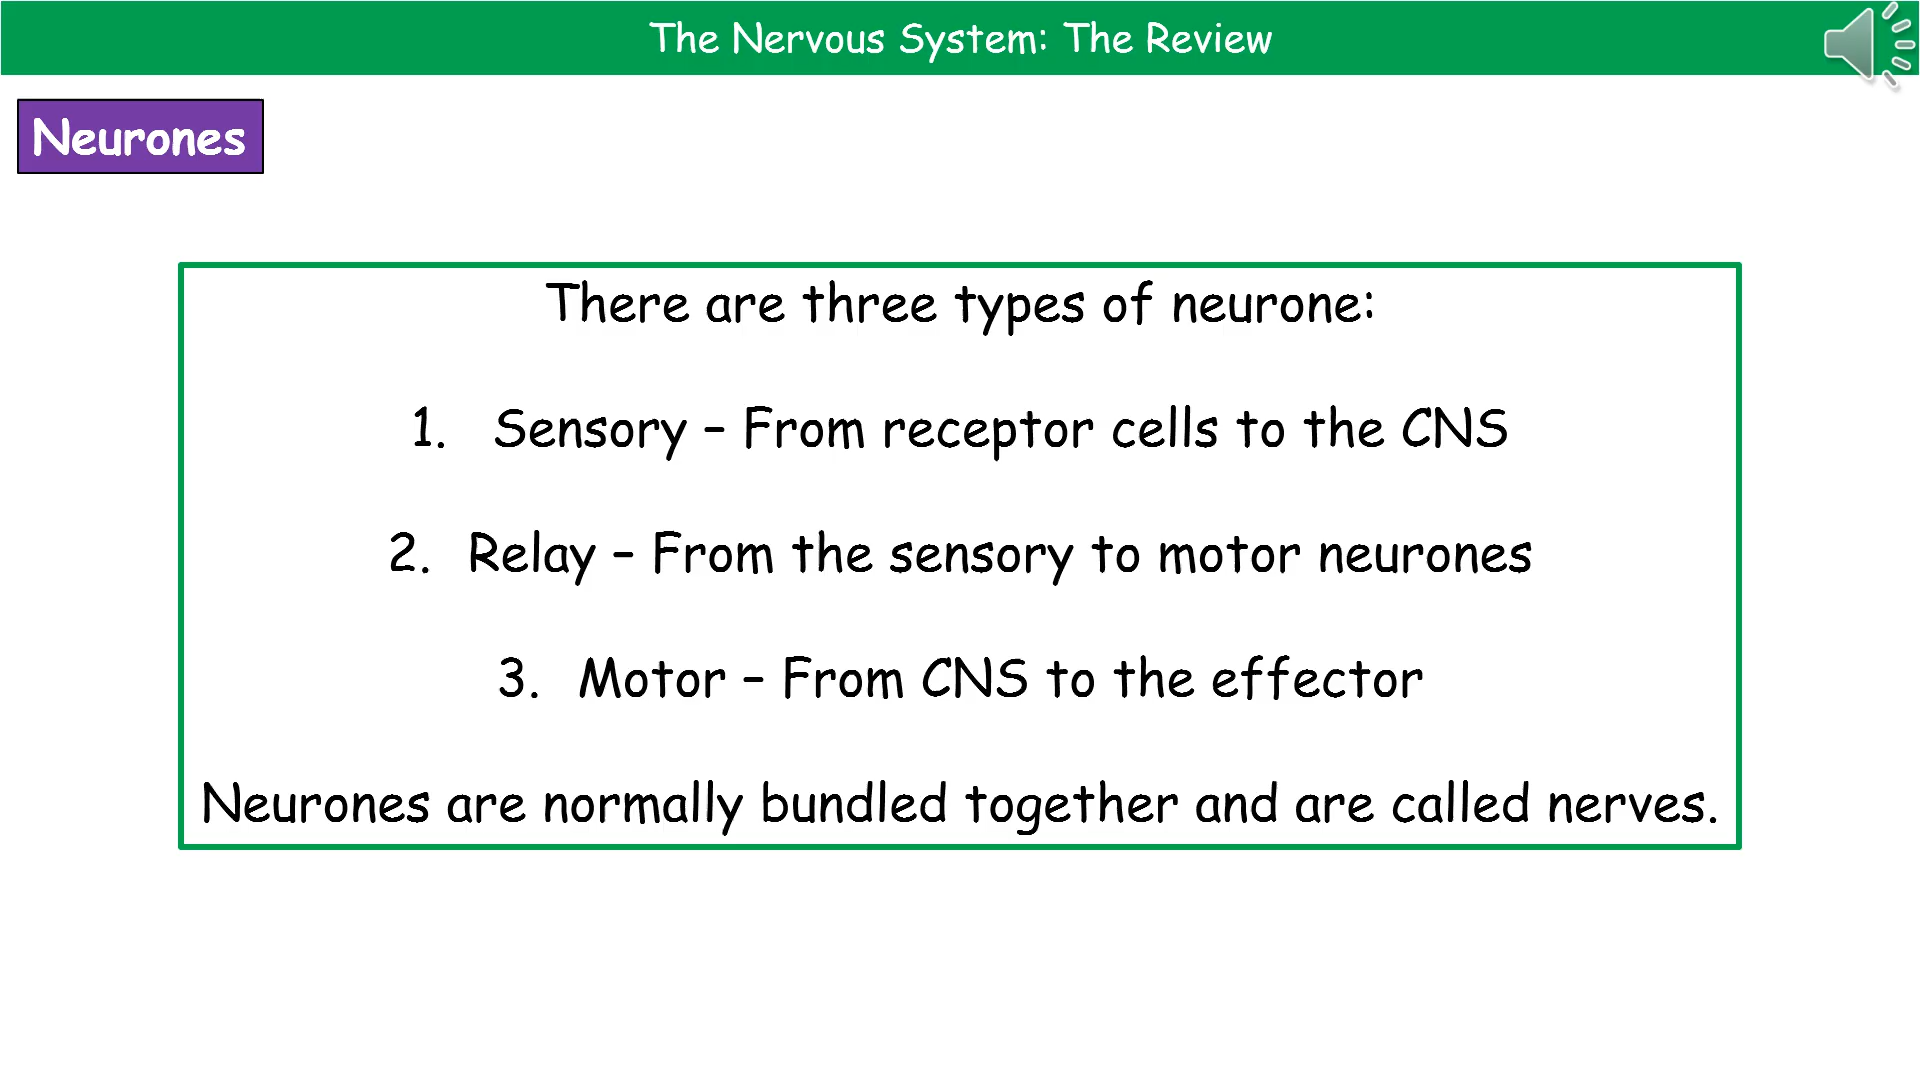 The Nervous System: The Review
Neurones
There are three types of neurone:
1. Sensory – From receptor cells to the CNS
2. Relay – From the sensory to motor neurones
3. Motor – From CNS to the effector
Neurones are normally bundled together and are called nerves.